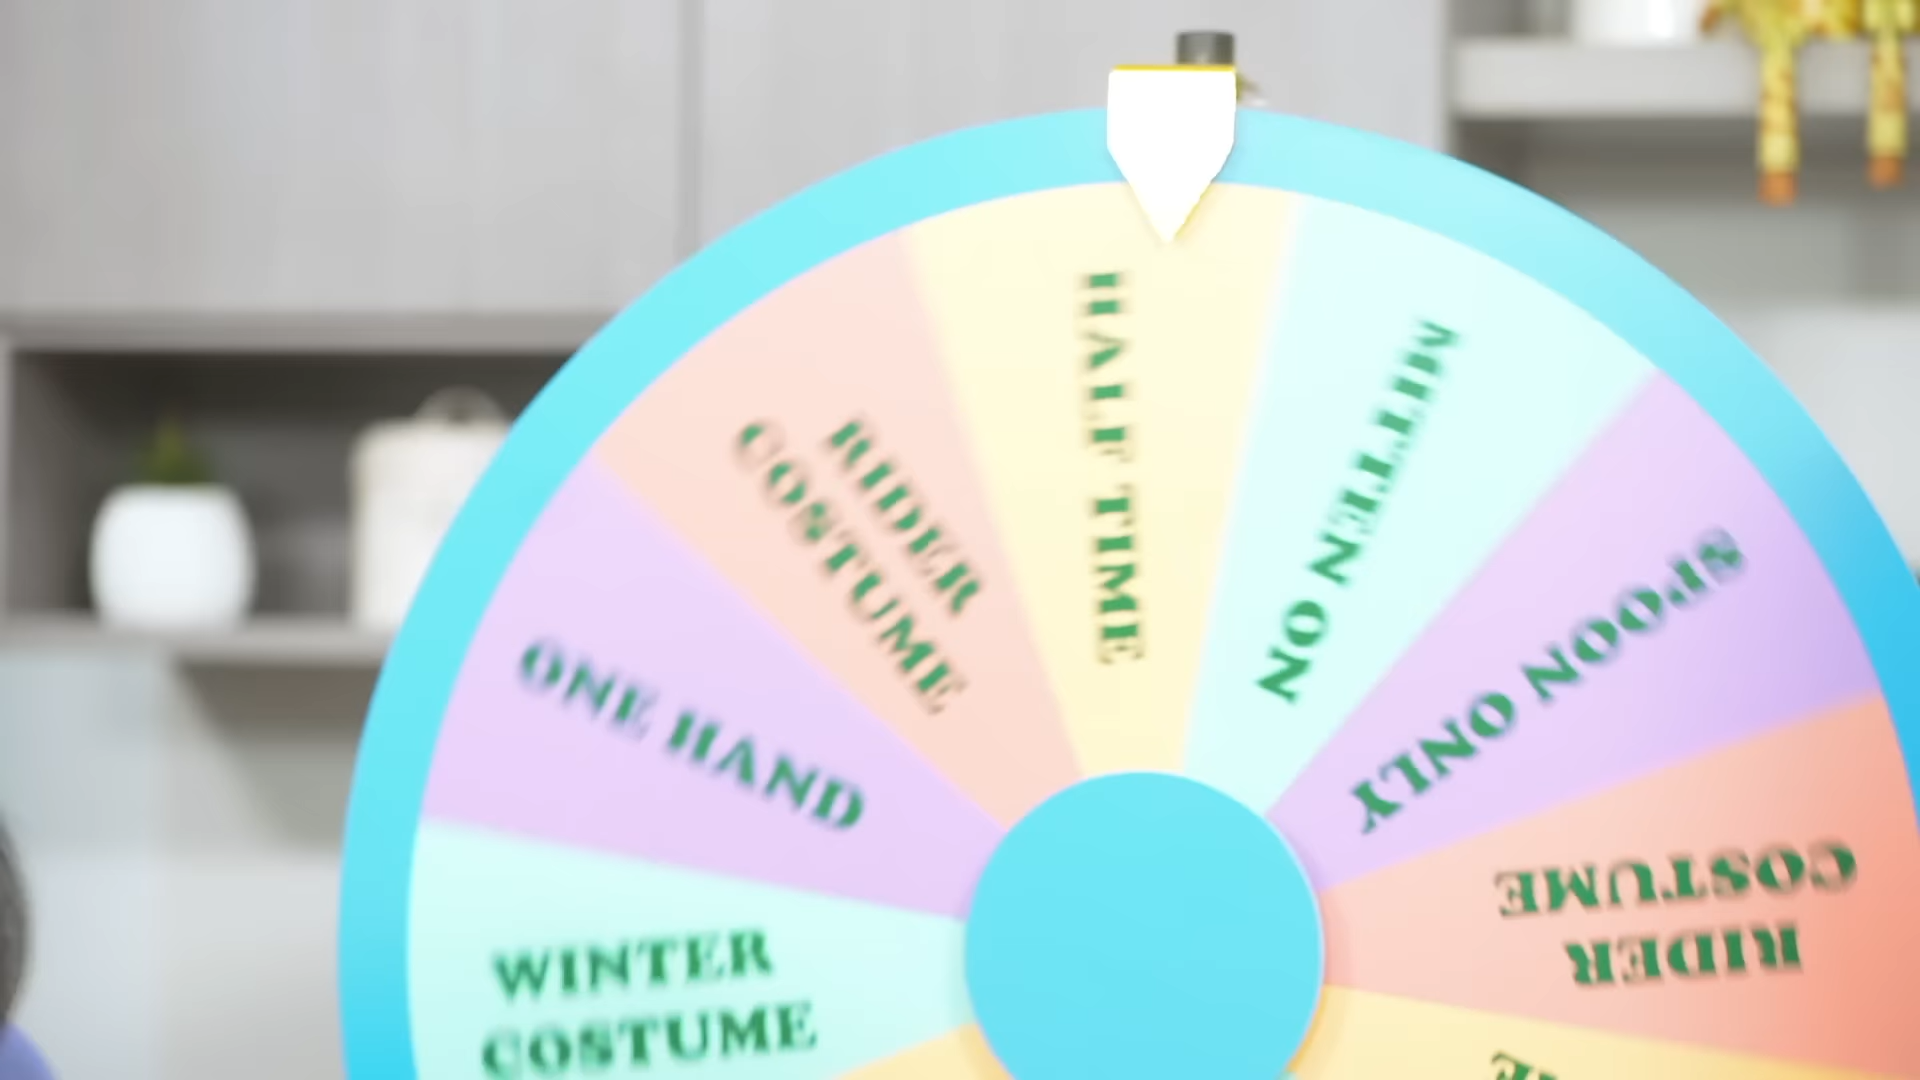 HALF TIME
MITTEN ON
SPOON ONLY
RIDER
COSTUME
RIDER
COSTUME
ONE HAND
WINTER
COSTUME